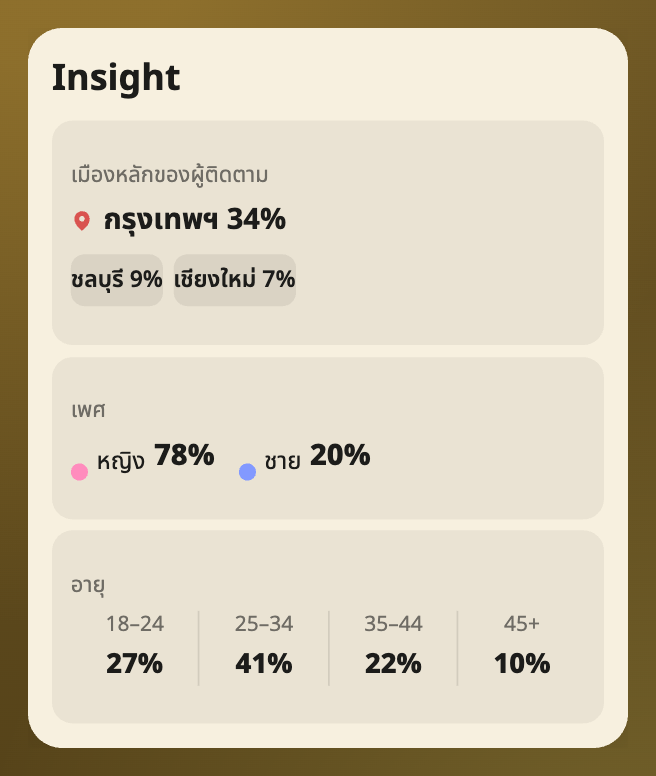 Insight
เมืองหลักของผู้ติดตาม
กรุงเทพฯ 34%
ชลบุรี 9% เชียงใหม่ 7%
เพศ
หญิง 78% ชาย 20%
อายุ
18–24 25–34 35–44 45+
27% 41% 22% 10%